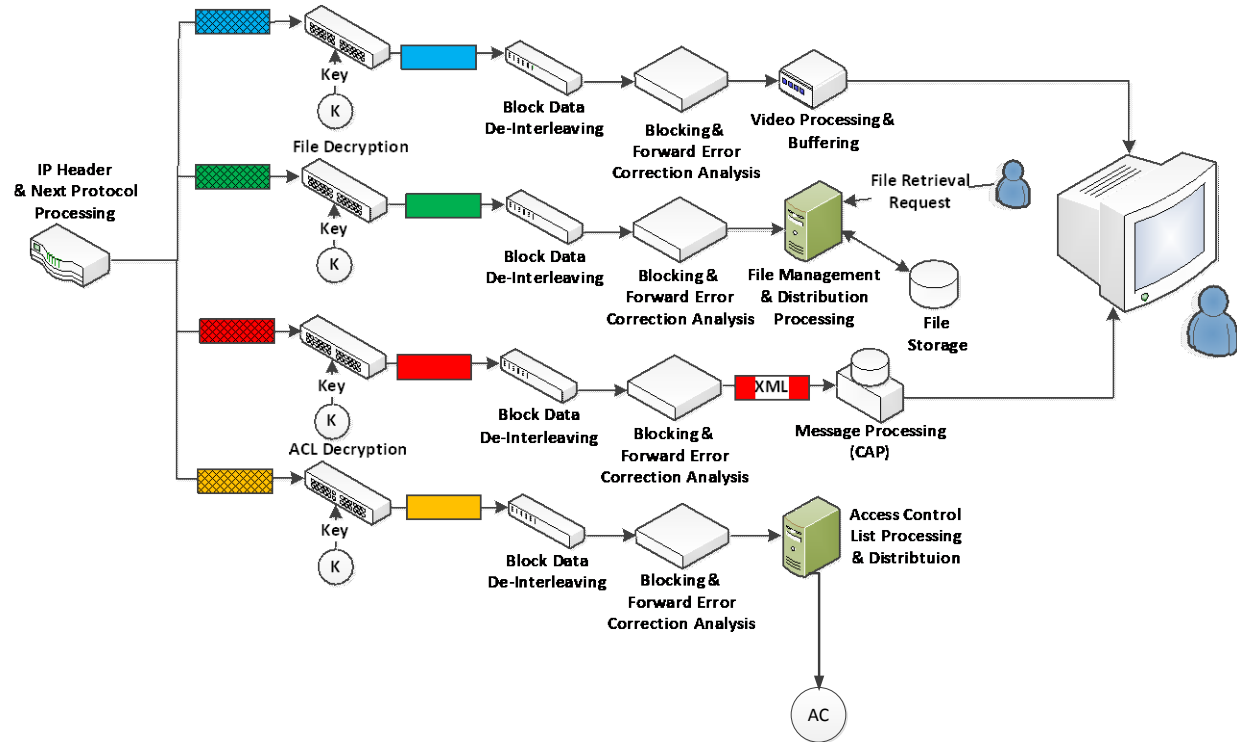 Key
K
Block Data
De-Interleaving
Blocking &
Forward Error
Correction Analysis
Video Processing &
Buffering
IP Header
& Next Protocol
Processing
File Decryption
Key
K
Block Data
De-Interleaving
Blocking &
Forward Error
Correction Analysis
File Management
& Distribution
Processing
File Retrieval
Request
File
Storage
Key
K
Block Data
De-Interleaving
Blocking &
Forward Error
Correction Analysis
XML
Message Processing
(CAP)
ACL Decryption
Key
K
Block Data
De-Interleaving
Blocking &
Forward Error
Correction Analysis
Access Control
List Processing
& Distribtuion
AC